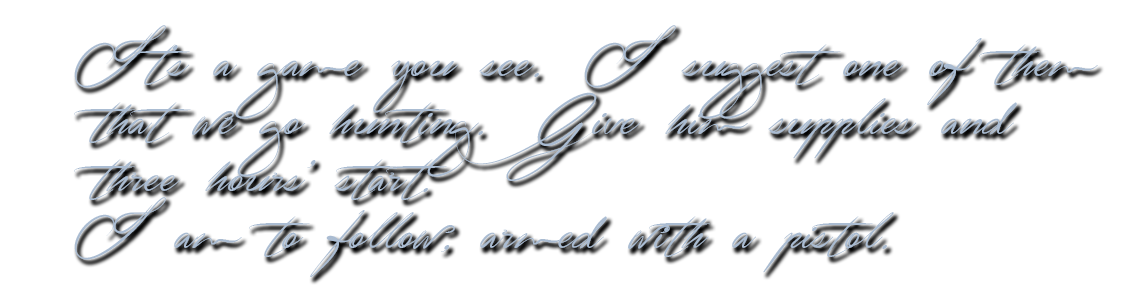 Its a game you see. I suggest one of them
that we go hunting. Give him supplies and
three hours' start.
I am to follow, armed with a pistol.